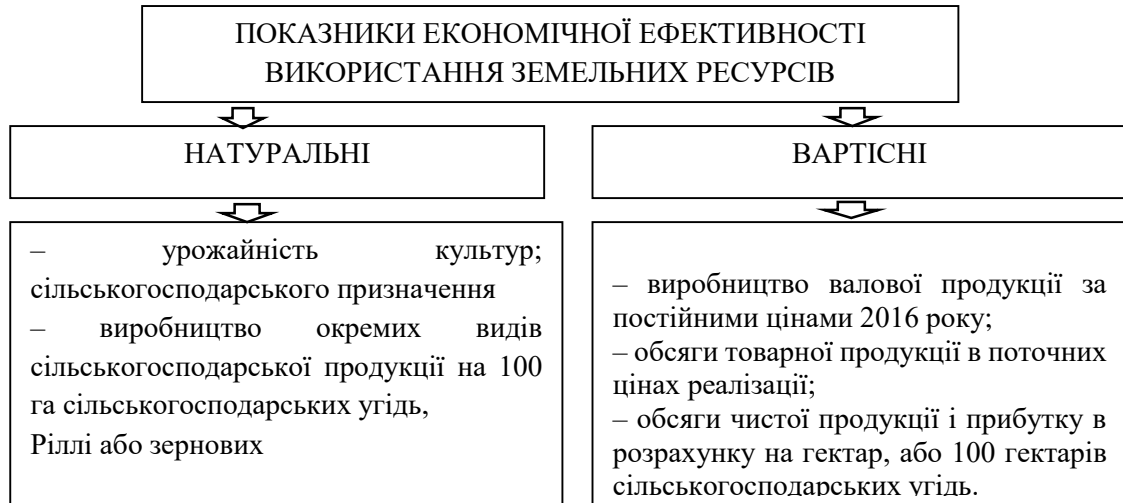 ПОКАЗНИКИ ЕКОНОМІЧНОЇ ЕФЕКТИВНОСТІ
ВИКОРИСТАННЯ ЗЕМЕЛЬНИХ РЕСУРСІВ
НАТУРАЛЬНІ
ВАРТІСНІ
– урожайність культур;
сільськогосподарського призначення
– виробництво окремих видів
сільськогосподарської продукції на 100
га сільськогосподарських угідь,
Ріллі або зернових
– виробництво валової продукції за
постійними цінами 2016 року;
– обсяги товарної продукції в поточних
цінах реалізації;
– обсяги чистої продукції і прибутку в
розрахунку на гектар, або 100 гектарів
сільськогосподарських угідь.